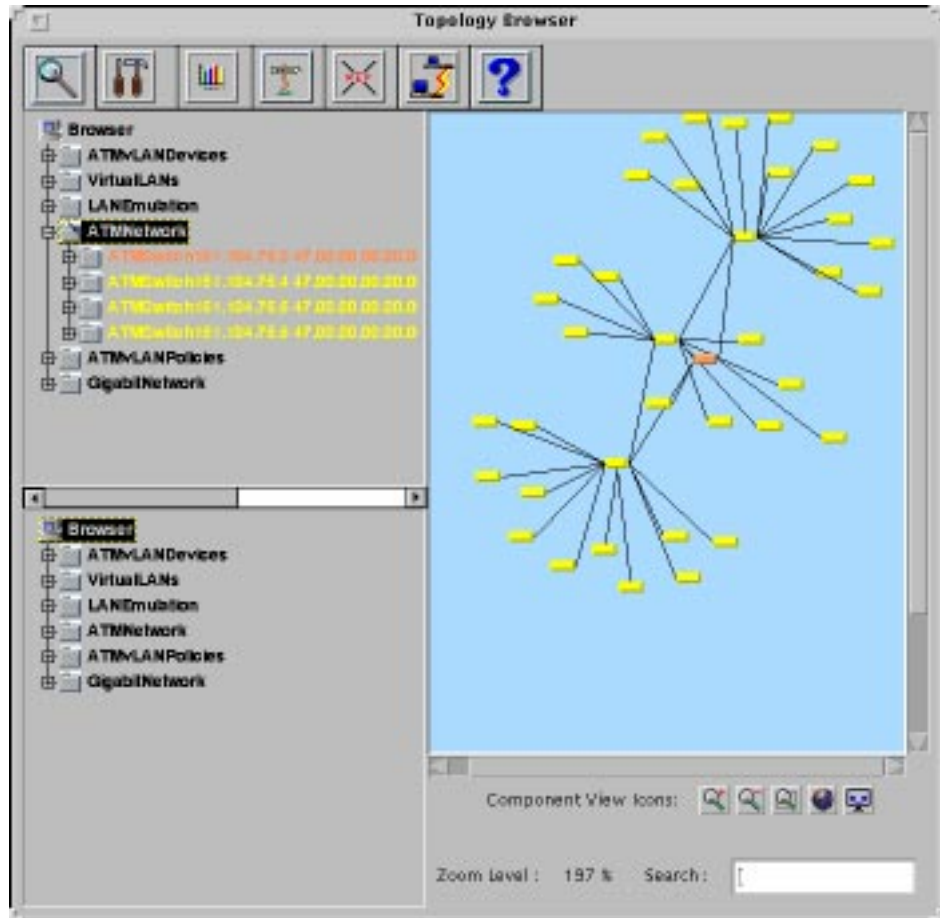 Topology Browser
Browser
ATMvLANDevices
VirtualLANs
LANEmulation
ATMNetwork
ATMvLANPolicies
GigabitNetwork
Browser
ATMvLANDevices
VirtualLANs
LANEmulation
ATMNetwork
ATMvLANPolicies
GigabitNetwork
Component View Icons:
Zoom Level : 197 % Search :